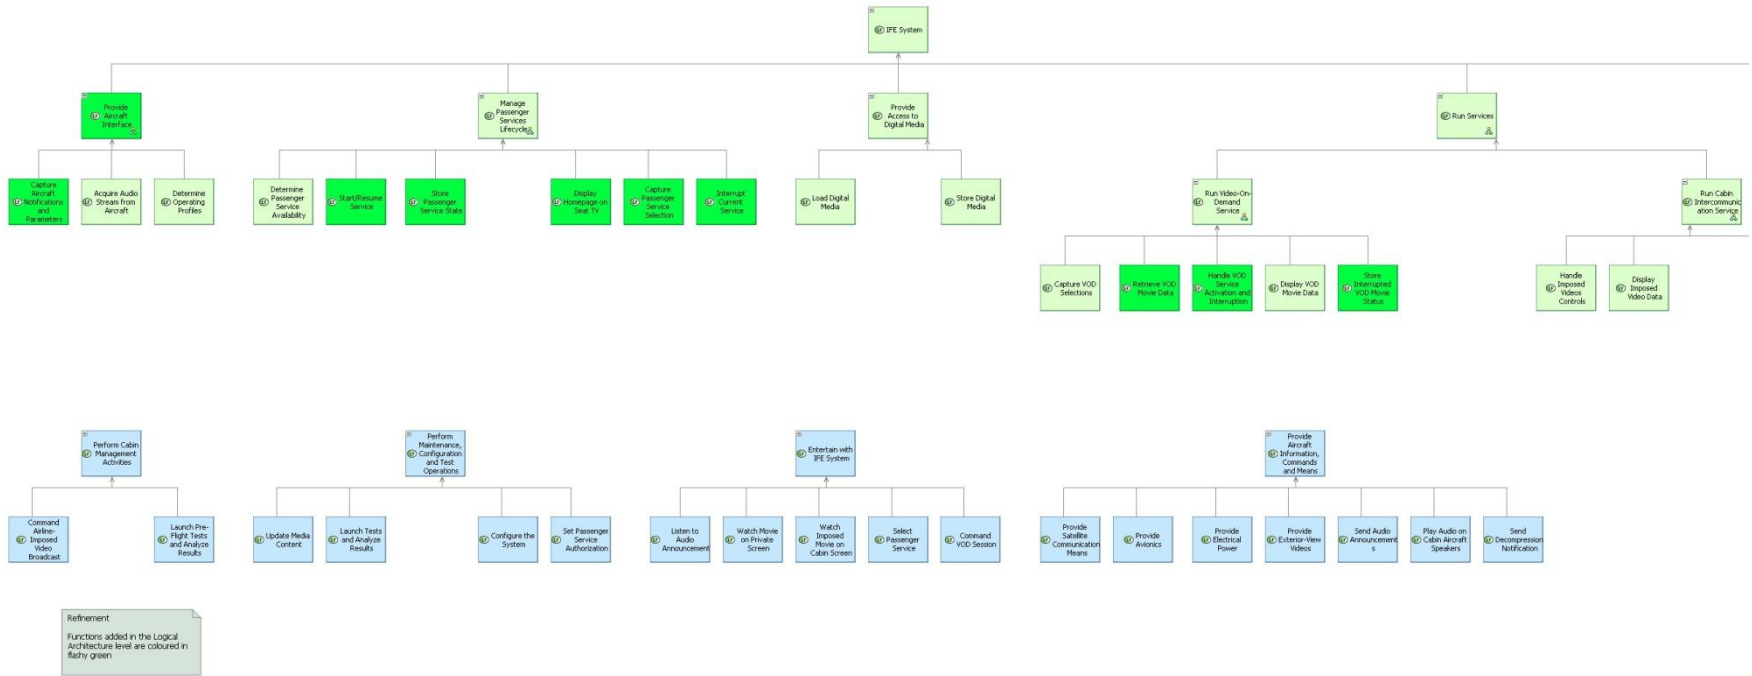 IFE System
Provide
Aircraft
Interface
Manage
Passenger
Services
Lifecycle
Provide
Access to
Digital Media
Run Services
Capture
Aircraft
Notifications
and
Parameters
Acquire Audio
Stream from
Aircraft
Determine
Operating
Profiles
Determine
Passenger
Service
Availability
Start/Resume
Service
Store
Passenger
Service State
Display
Homepage on
Seat TV
Capture
Passenger
Service
Selection
Interrupt
Current
Service
Load Digital
Media
Store Digital
Media
Run Video-On-
Demand
Service
Run Cabin
Intercommunic
ation Service
Capture VOD
Selections
Retrieve VOD
Movie Data
Handle VOD
Service
Activation and
Interruption
Display VOD
Movie Data
Store
Interrupted
VOD Movie
Status
Handle
Imposed
Videos
Controls
Display
Imposed
Video Data
Perform Cabin
Management
Activities
Perform
Maintenance,
Configuration
and Test
Operations
Entertain with
IFE System
Provide
Aircraft
Information,
Commands
and Means
Command
Airline-
Imposed
Video
Broadcast
Launch Pre-
Flight Tests
and Analyze
Results
Update Media
Content
Launch Tests
and Analyze
Results
Configure the
System
Set Passenger
Service
Authorization
Listen to
Audio
Announcement
Watch Movie
on Private
Screen
Watch
Imposed
Movie on
Cabin Screen
Select
Passenger
Service
Command
VOD Session
Provide
Satellite
Communication
Means
Provide
Avionics
Provide
Electrical
Power
Provide
Exterior-View
Videos
Send Audio
Announcement
s
Play Audio on
Cabin Aircraft
Speakers
Send
Decompression
Notification
Refinement
Functions added in the Logical
Architecture level are coloured in
flashy green